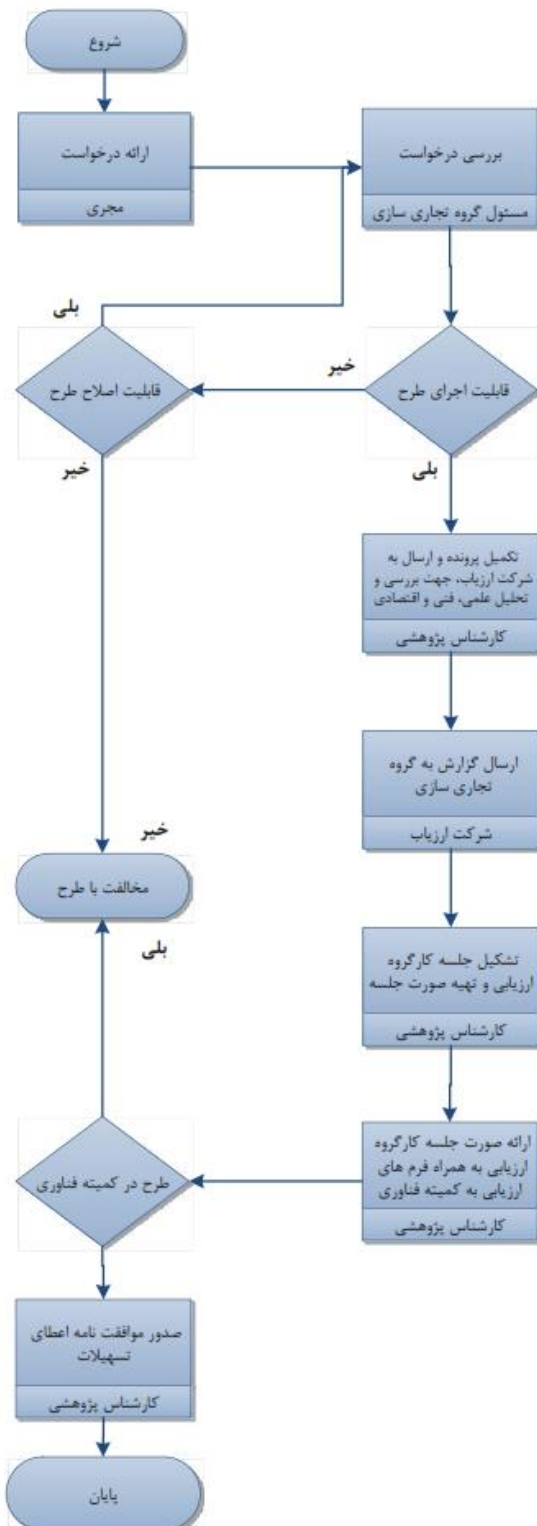 شروع
ارائه درخواست
مجری
بررسی درخواست
مسئول گروه تجاری سازی
بلی
خیر
قابلیت اجرای طرح
قابلیت اصلاح طرح
خیر
بلی
تکمیل پرونده و ارسال به
شرکت ارزیاب، جهت بررسی و
تحلیل علمی، فنی و اقتصادی
کارشناس پژوهشی
ارسال گزارش به گروه
تجاری سازی
شرکت ارزیاب
خیر
مخالفت با طرح
بلی
تشکیل جلسه کارگروه
ارزیابی و تهیه صورت جلسه
کارشناس پژوهشی
ارائه صورت جلسه کارگروه
ارزیابی به همراه فرم های
ارزیابی به کمیته فناوری
کارشناس پژوهشی
طرح در کمیته فناوری
صدور موافقت نامه اعطای
تسهیلات
کارشناس پژوهشی
پایان